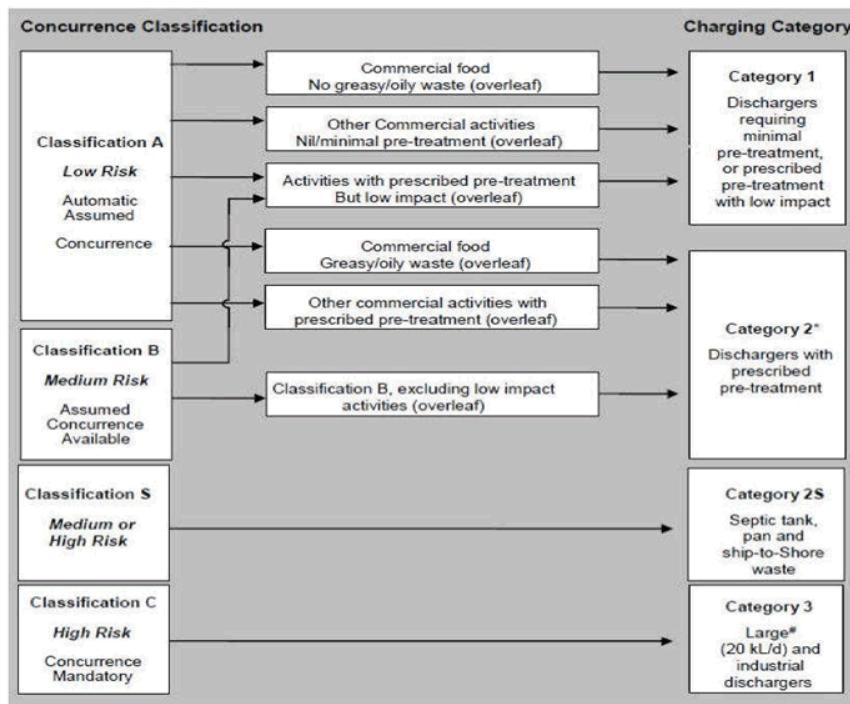 Concurrence Classification
Charging Category
Classification A
Low Risk
Automatic
Assumed
Concurrence
Classification B
Medium Risk
Assumed
Concurrence
Available
Classification S
Medium or
High Risk
Classification C
High Risk
Concurrence
Mandatory
Commercial food
No greasy/oily waste (overleaf)
Other Commercial activities
Nil/minimal pre-treatment (overleaf)
Activities with prescribed pre-treatment
But low impact (overleaf)
Commercial food
Greasy/oily waste (overleaf)
Other commercial activities with
prescribed pre-treatment (overleaf)
Classification B, excluding low impact
activities (overleaf)
Category 1
Dischargers
requiring
minimal
pre-treatment,
or prescribed
pre-treatment
with low impact
Category 2*
Dischargers with
prescribed
pre-treatment
Category 2S
Septic tank,
pan and
ship-to-Shore
waste
Category 3
Large#
(20 kL/d) and
industrial
dischargers